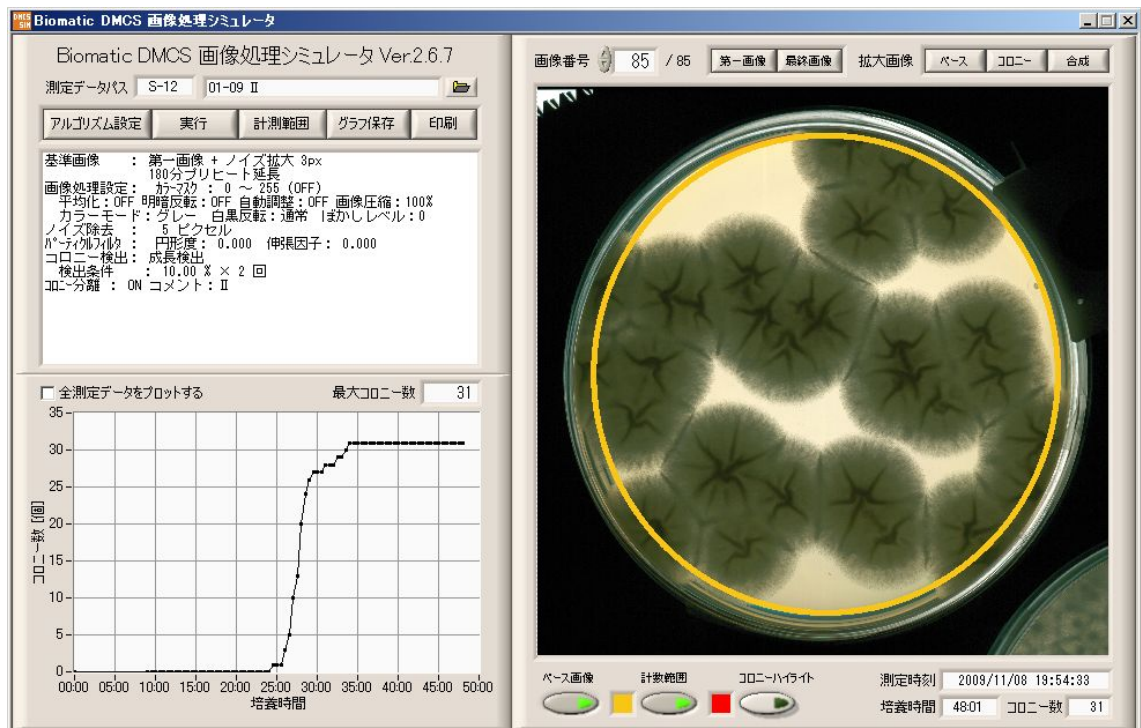 Biomatic DMCS 画像処理シミュレータ
Biomatic DMCS 画像処理シミュレータ Ver.2.6.7
測定データパス S-12 01-09 Ⅱ
アルゴリズム設定 実行 計測範囲 グラフ保存 印刷
基準画像 : 第一画像 + ノイズ拡大 3px
180分プリヒート延長
画像処理設定: カラーマスク : 0 ～ 255 (OFF)
平均化:OFF 明暗反転:OFF 自動調整:OFF 画像圧縮:100%
カラーモード:グレー 白黒反転:通常 ぼかしレベル:0
ノイズ除去 : 5 ピクセル
パーティクルフィルタ : 円形度: 0.000 伸張因子: 0.000
コロニー検出: 成長検出
検出条件 : 10.00 % × 2 回
コロニー分離 : ON コメント:Ⅱ
全測定データをプロットする 最大コロニー数 31
コロニー数 [個]
35
30
25
20
15
10
5
0
00:00 05:00 10:00 15:00 20:00 25:00 30:00 35:00 40:00 45:00 50:00
培養時間
画像番号 85 / 85 第一画像 最終画像 拡大画像 ベース コロニー 合成
ベース画像 計数範囲 コロニーハイライト
測定時刻 2009/11/08 19:54:33
培養時間 48:01 コロニー数 31